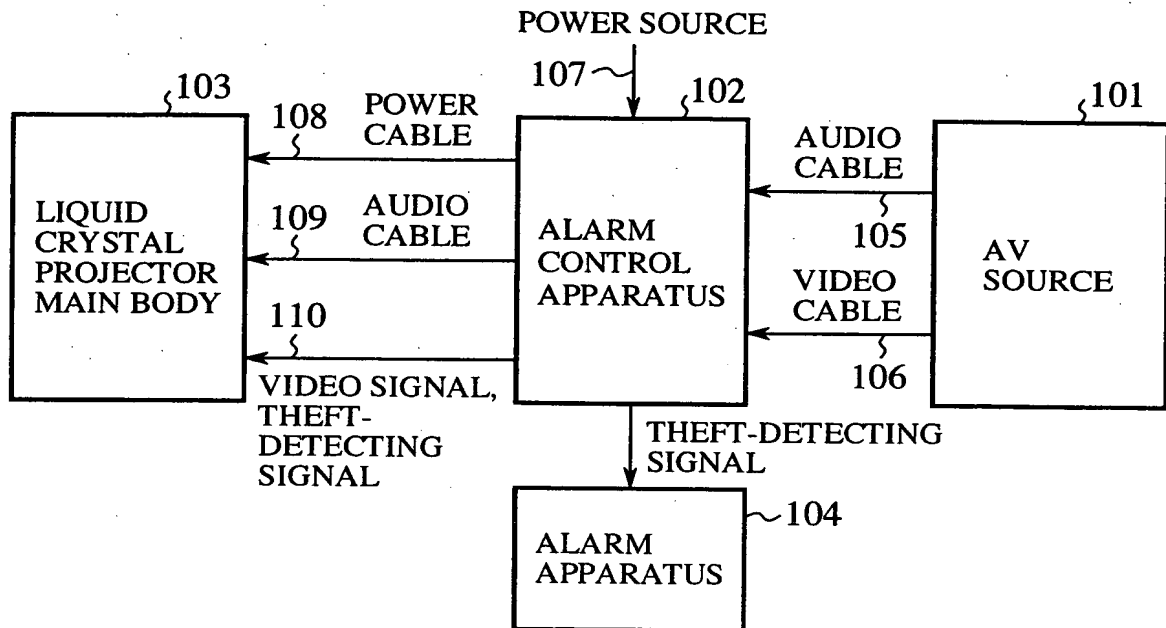 POWER SOURCE
107
103
102
101
108
POWER
CABLE
AUDIO
CABLE
105
109
AUDIO
CABLE
LIQUID
CRYSTAL
PROJECTOR
MAIN BODY
ALARM
CONTROL
APPARATUS
AV
SOURCE
VIDEO
CABLE
106
110
VIDEO SIGNAL,
THEFT-
DETECTING
SIGNAL
THEFT-DETECTING
SIGNAL
104
ALARM
APPARATUS